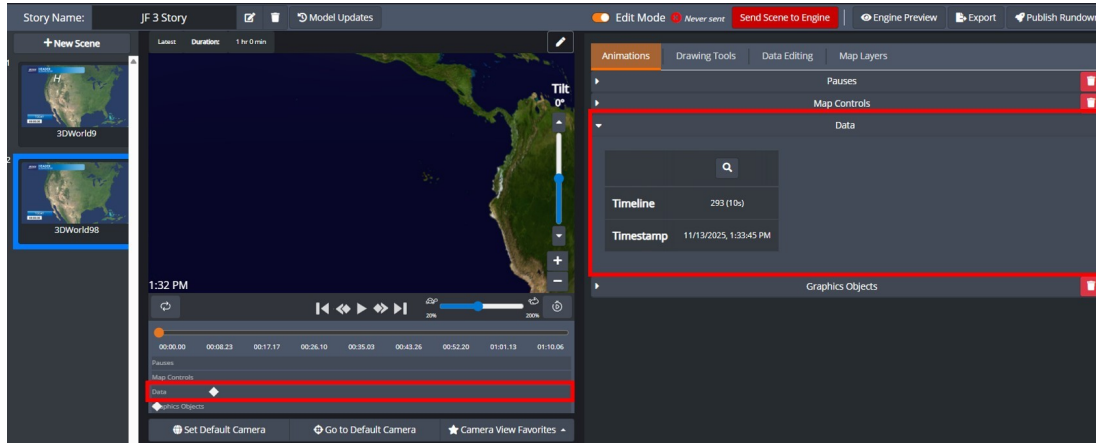 Story Name:
JF 3 Story
Model Updates
Edit Mode
Never sent
Send Scene to Engine
Engine Preview
Export
Publish Rundown
+ New Scene
1
3DWorld9
2
3DWorld98
Latest Duration: 1 hr 0 min
Tilt
0°
1:32 PM
20%
200%
00:00.00 00:08.23 00:17.17 00:26.10 00:35.03 00:43.26 00:52.20 01:01.13 01:10.06
Pauses
Map Controls
Data
Graphics Objects
Set Default Camera
Go to Default Camera
Camera View Favorites
Animations Drawing Tools Data Editing Map Layers
Pauses
Map Controls
Data
Timeline 293 (10s)
Timestamp 11/13/2025, 1:33:45 PM
Graphics Objects